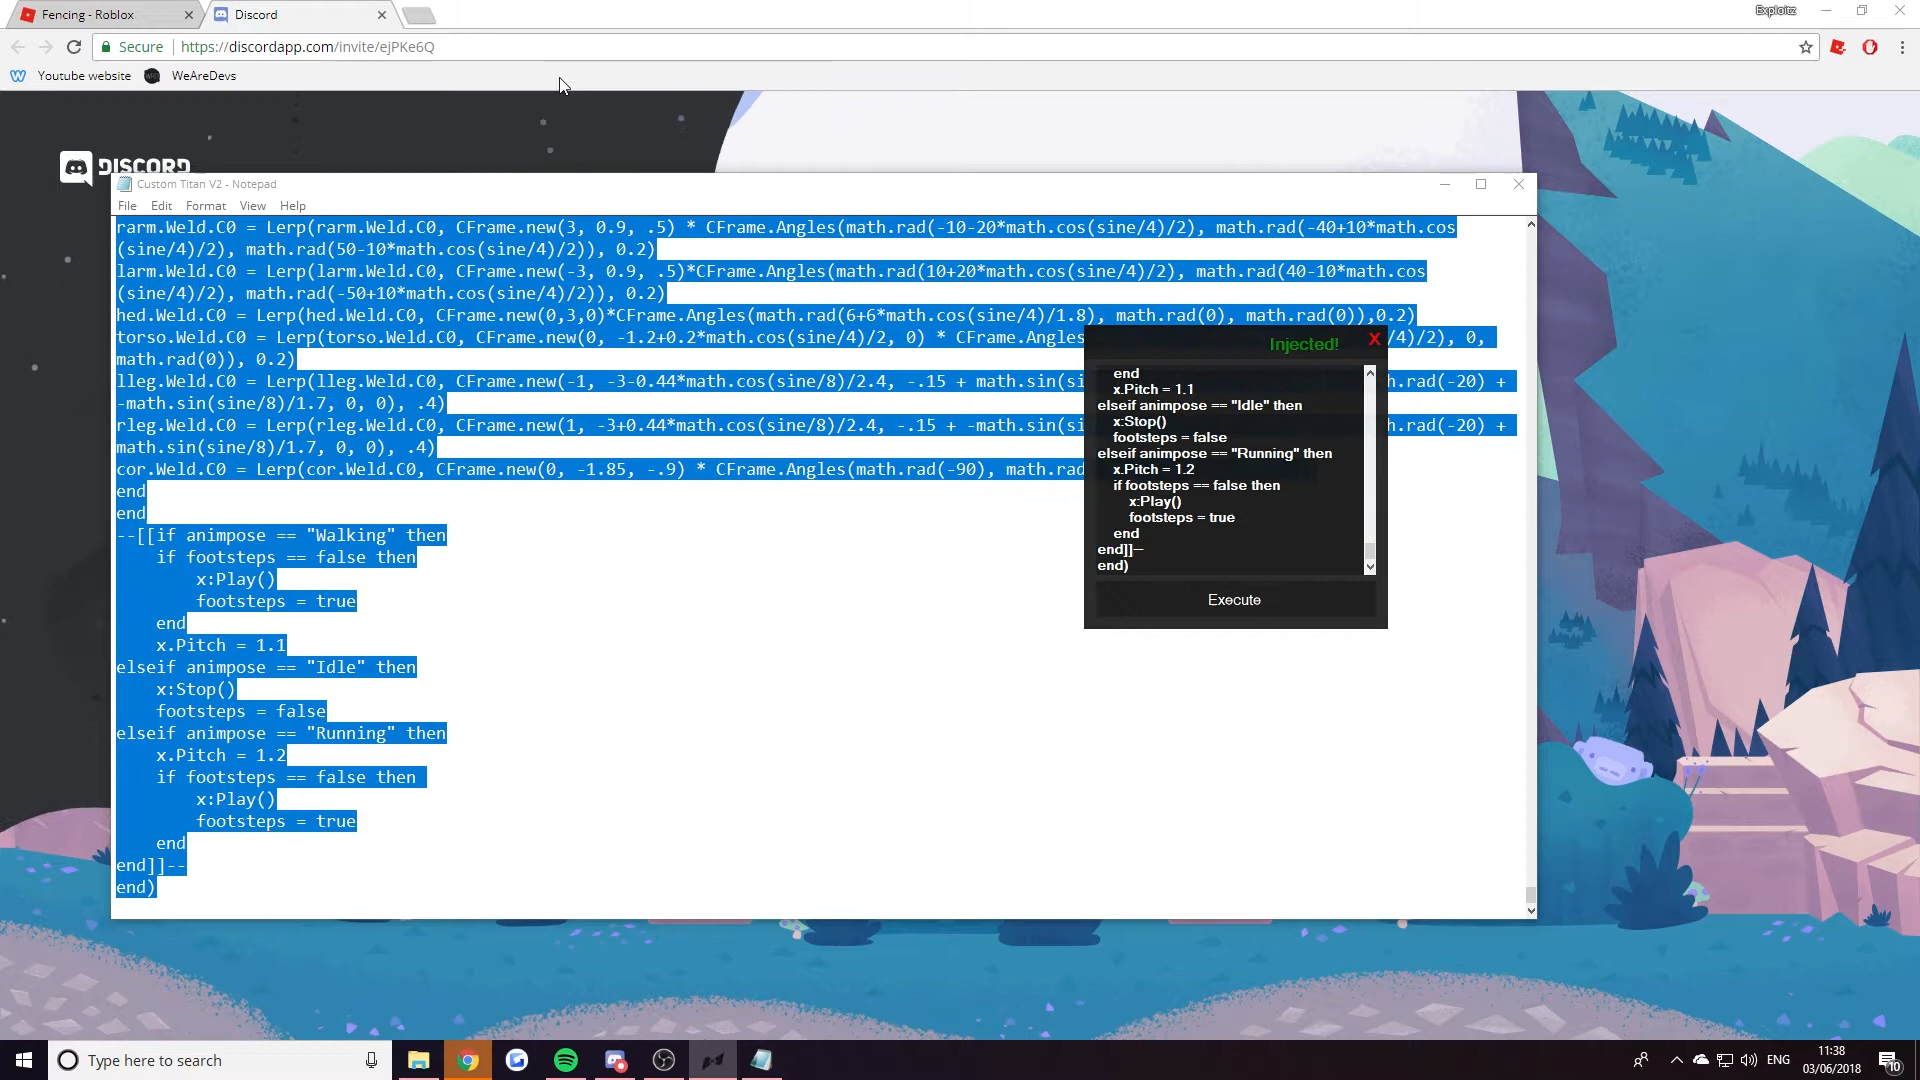 Fencing - Roblox
Discord
Exploitz
Secure
https://discordapp.com/invite/ejPKe6Q
Youtube website
WeAreDevs
DISCORD
Custom Titan V2 - Notepad
File Edit Format View Help
rarm.Weld.C0 = Lerp(rarm.Weld.C0, CFrame.new(3, 0.9, .5) * CFrame.Angles(math.rad(-10-20*math.cos(sine/4)/2), math.rad(-40+10*math.cos
(sine/4)/2), math.rad(50-10*math.cos(sine/4)/2)), 0.2)
larm.Weld.C0 = Lerp(larm.Weld.C0, CFrame.new(-3, 0.9, .5)*CFrame.Angles(math.rad(10+20*math.cos(sine/4)/2), math.rad(40-10*math.cos
(sine/4)/2), math.rad(-50+10*math.cos(sine/4)/2)), 0.2)
hed.Weld.C0 = Lerp(hed.Weld.C0, CFrame.new(0,3,0)*CFrame.Angles(math.rad(6+6*math.cos(sine/4)/1.8), math.rad(0), math.rad(0)),0.2)
torso.Weld.C0 = Lerp(torso.Weld.C0, CFrame.new(0, -1.2+0.2*math.cos(sine/4)/2, 0) * CFrame.Angles /4)/2), 0,
math.rad(0)), 0.2)
lleg.Weld.C0 = Lerp(lleg.Weld.C0, CFrame.new(-1, -3-0.44*math.cos(sine/8)/2.4, -.15 + math.sin(si h.rad(-20) +
-math.sin(sine/8)/1.7, 0, 0), .4)
rleg.Weld.C0 = Lerp(rleg.Weld.C0, CFrame.new(1, -3+0.44*math.cos(sine/8)/2.4, -.15 + -math.sin(si h.rad(-20) +
math.sin(sine/8)/1.7, 0, 0), .4)
cor.Weld.C0 = Lerp(cor.Weld.C0, CFrame.new(0, -1.85, -.9) * CFrame.Angles(math.rad(-90), math.rad
end
end
--[[if animpose == "Walking" then
if footsteps == false then
x:Play()
footsteps = true
end
x.Pitch = 1.1
elseif animpose == "Idle" then
x:Stop()
footsteps = false
elseif animpose == "Running" then
x.Pitch = 1.2
if footsteps == false then
x:Play()
footsteps = true
end
end]]--
end)
Injected!
X
end
x.Pitch = 1.1
elseif animpose == "Idle" then
x:Stop()
footsteps = false
elseif animpose == "Running" then
x.Pitch = 1.2
if footsteps == false then
x:Play()
footsteps = true
end
end]]--
end)
Execute
Type here to search
ENG
11:38
03/06/2018
10